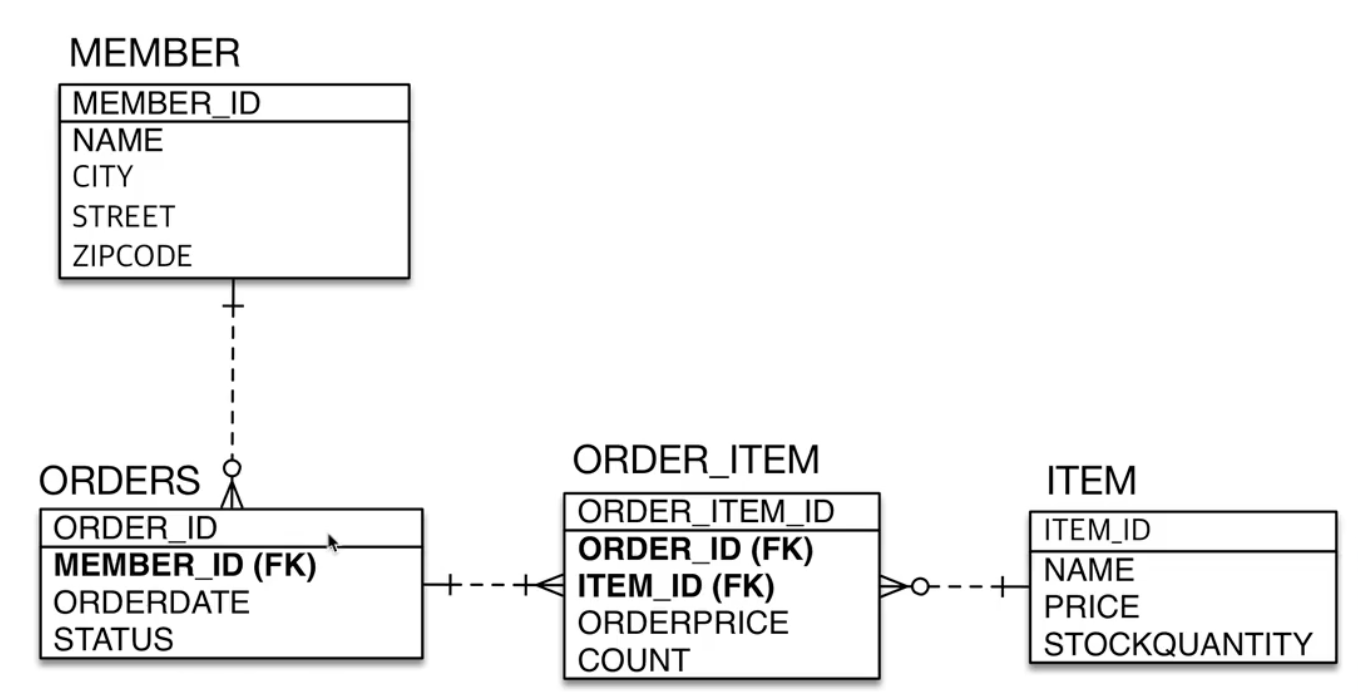 MEMBER
MEMBER_ID
NAME
CITY
STREET
ZIPCODE
ORDERS
ORDER_ID
MEMBER_ID (FK)
ORDERDATE
STATUS
ORDER_ITEM
ORDER_ITEM_ID
ORDER_ID (FK)
ITEM_ID (FK)
ORDERPRICE
COUNT
ITEM
ITEM_ID
NAME
PRICE
STOCKQUANTITY